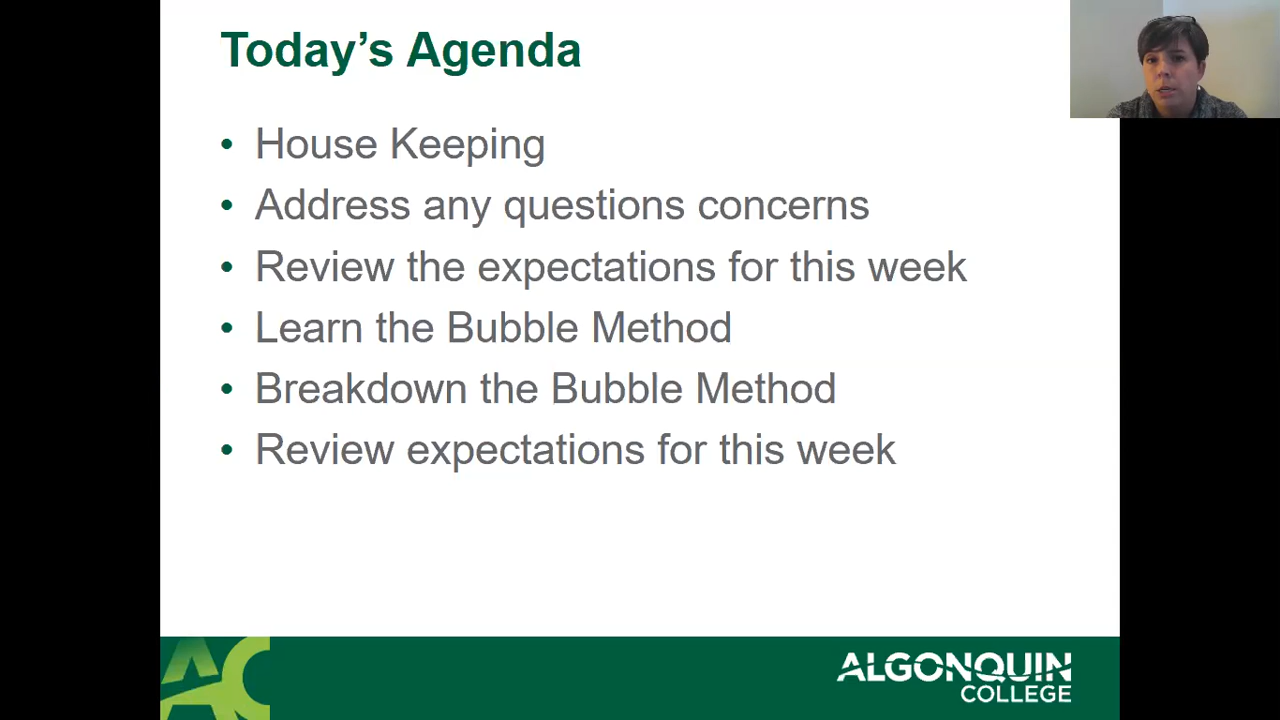 Today’s Agenda
• House Keeping
• Address any questions concerns
• Review the expectations for this week
• Learn the Bubble Method
• Breakdown the Bubble Method
• Review expectations for this week
AC
ALGONQUIN
COLLEGE